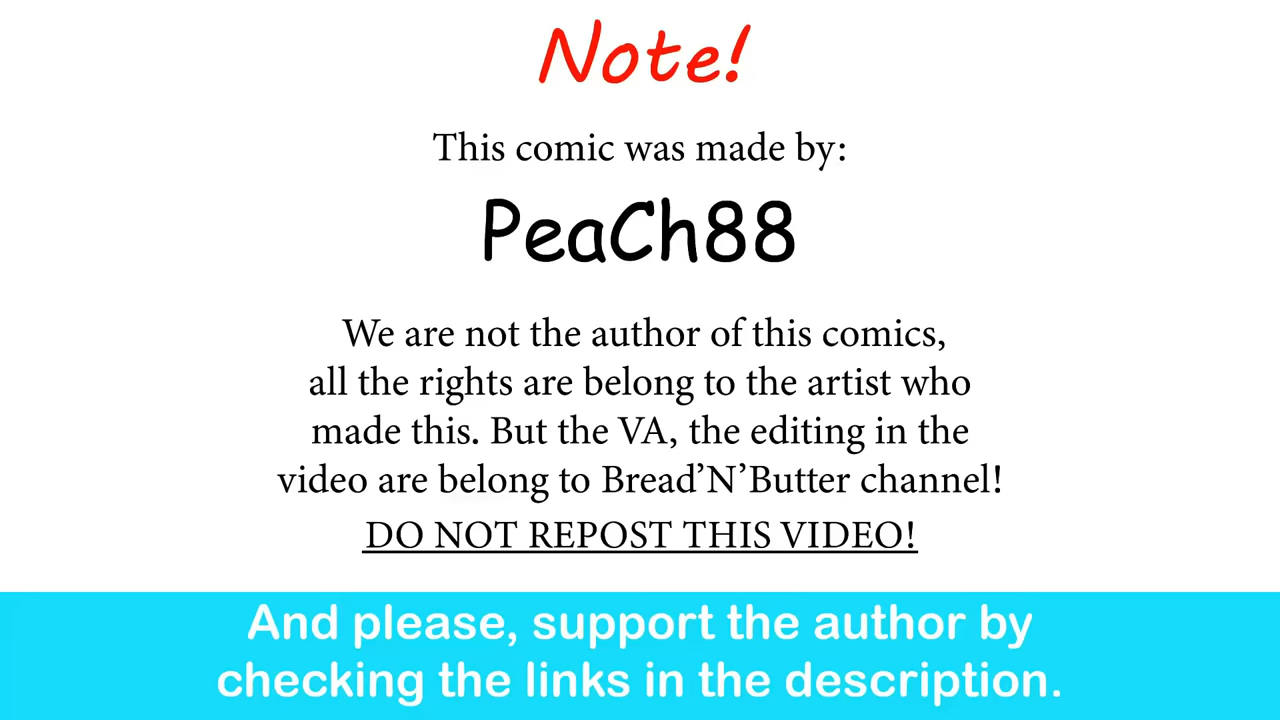 Note!
This comic was made by:
PeaCh88
We are not the author of this comics,
all the rights are belong to the artist who
made this. But the VA, the editing in the
video are belong to Bread’N’Butter channel!
DO NOT REPOST THIS VIDEO!
And please, support the author by
checking the links in the description.